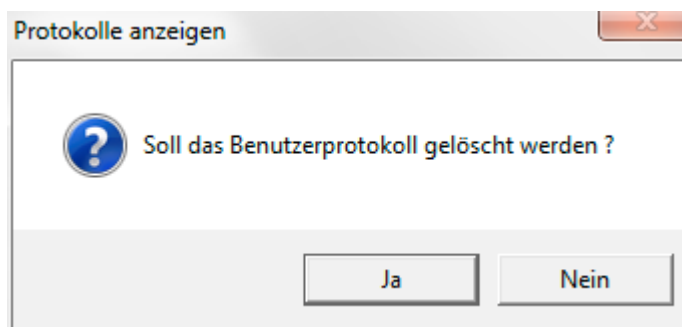 Protokolle anzeigen
Soll das Benutzerprotokoll gelöscht werden ?
Ja
Nein